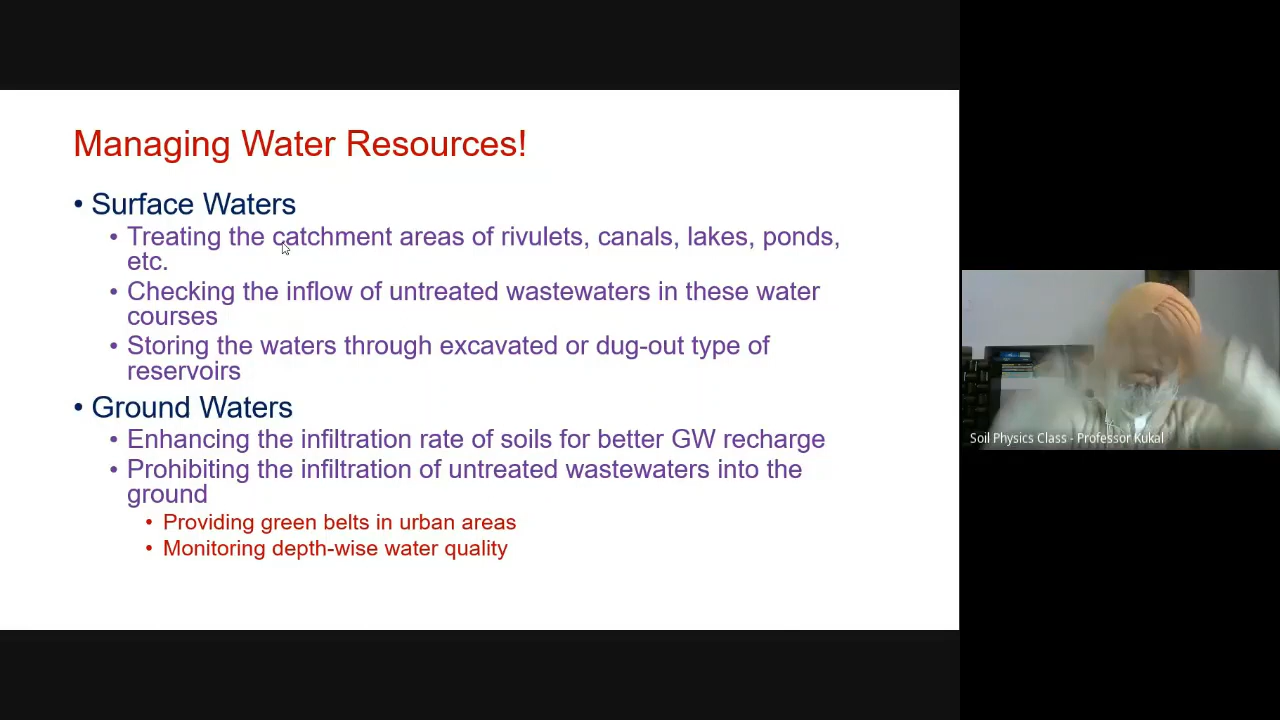 Managing Water Resources!
• Surface Waters
• Treating the catchment areas of rivulets, canals, lakes, ponds,
etc.
• Checking the inflow of untreated wastewaters in these water
courses
• Storing the waters through excavated or dug-out type of
reservoirs
• Ground Waters
• Enhancing the infiltration rate of soils for better GW recharge
• Prohibiting the infiltration of untreated wastewaters into the
ground
• Providing green belts in urban areas
• Monitoring depth-wise water quality
Soil Physics Class - Professor Kukal